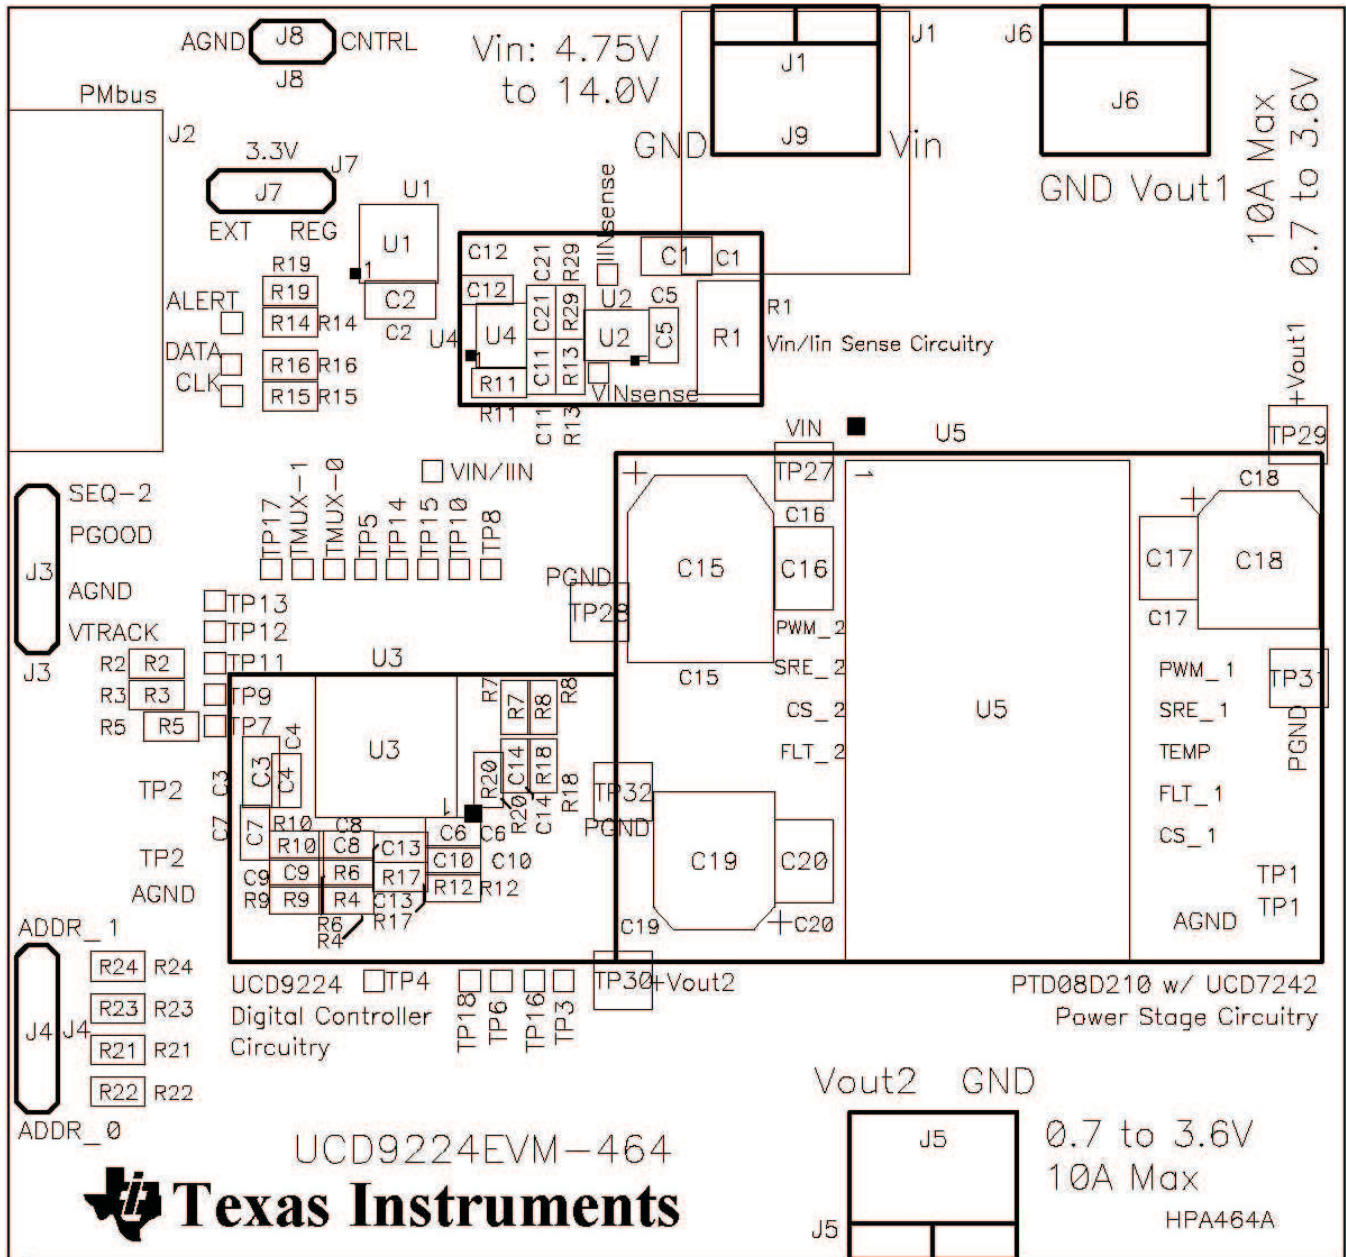 AGND J8 CNTRL
J8
Vin: 4.75V
to 14.0V
J1
J1
J9
GND Vin
J6
J6
GND Vout1
10A Max
0.7 to 3.6V
PMbus
J2
3.3V
J7
J7
EXT REG
U1
U1
1
C2
C2
R19
R19
ALERT
R14 R14
DATA
R16 R16
CLK
R15 R15
C12
C12
C21
C21
R29
R29
IINsense
C1 C1
U2
U2
C5
C5
R1
R1
U4
U4
1
R11
R11
C11
C11
R13
R13
VINsense
Vin/Iin Sense Circuitry
+Vout1
TP29
VIN
TP27
U5
1
U5
VIN/IIN
SEQ-2
PGOOD
J3
AGND
VTRACK
J3
TP17
TMUX-1
TMUX-0
TP5
TP14
TP15
TP10
TP8
TP13
TP12
TP11
TP9
TP7
R2 R2
R3 R3
R5 R5
PGND
TP28
C15
C15
C16
C16
C17
C17
C18
C18
PWM_2
SRE_2
CS_2
FLT_2
PWM_1
SRE_1
TEMP
FLT_1
CS_1
TP31
PGND
U3
U3
1
R7
R7
R8
R8
C3
C3
C4
C4
R20
R20
C14
C14
R18
R18
TP2
TP2
AGND
C7
C7
R10
R10
C8
C8
C13
C13
C6 C6
C9 C9
R6
R6
R17
R17
C10 C10
R9 R9
R4
R4
R12 R12
TP32
PGND
C19
C19
C20
C20
TP1
TP1
AGND
ADDR_1
R24 R24
R23 R23
J4 J4
R21 R21
R22 R22
ADDR_0
UCD9224
Digital Controller
Circuitry
TP4
TP18
TP6
TP16
TP3
TP30 +Vout2
PTD08D210 w/ UCD7242
Power Stage Circuitry
Vout2 GND
J5
J5
0.7 to 3.6V
10A Max
UCD9224EVM-464
Texas Instruments
HPA464A